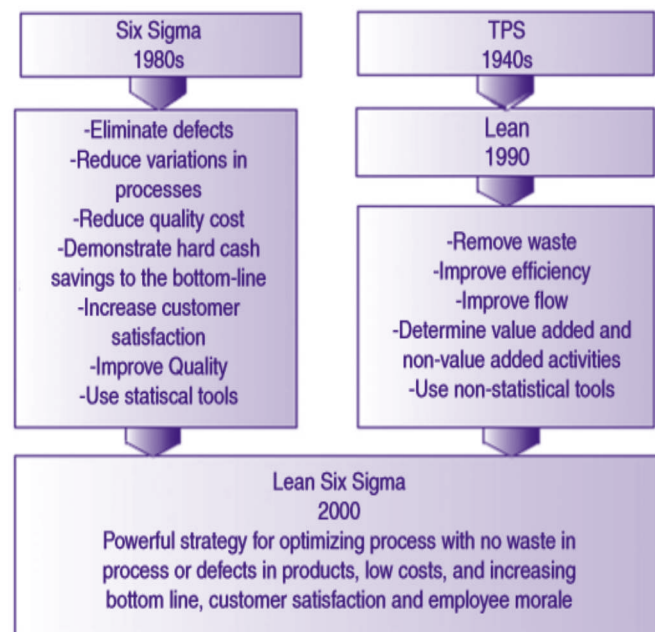 Six Sigma
1980s
-Eliminate defects
-Reduce variations in
processes
-Reduce quality cost
-Demonstrate hard cash
savings to the bottom-line
-Increase customer
satisfaction
-Improve Quality
-Use statiscal tools
TPS
1940s
Lean
1990
-Remove waste
-Improve efficiency
-Improve flow
-Determine value added and
non-value added activities
-Use non-statistical tools
Lean Six Sigma
2000
Powerful strategy for optimizing process with no waste in
process or defects in products, low costs, and increasing
bottom line, customer satisfaction and employee morale